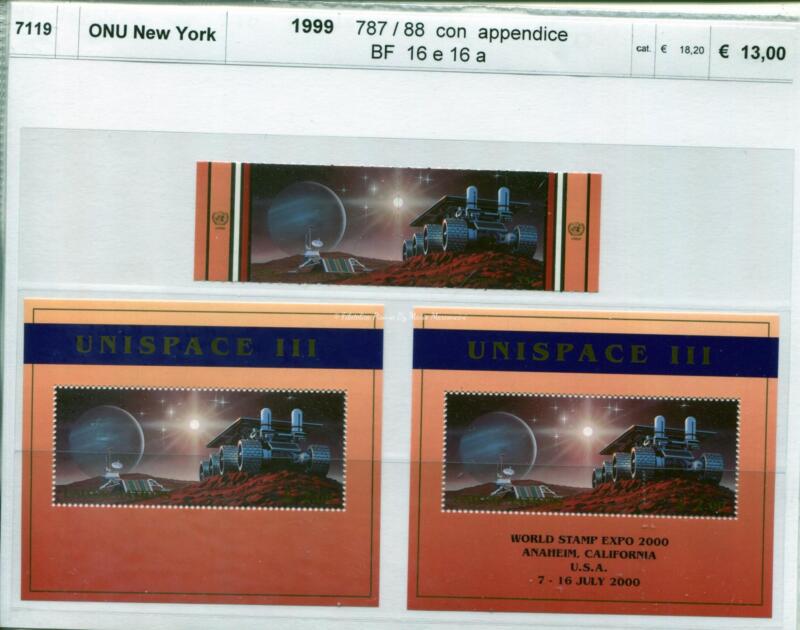 7119
ONU New York
1999 787 / 88 con appendice
BF 16 e 16 a
cat. € 18,20
€ 13,00
UNISPACE III
UNISPACE III
WORLD STAMP EXPO 2000
ANAHEIM, CALIFORNIA
U.S.A.
7 - 16 JULY 2000